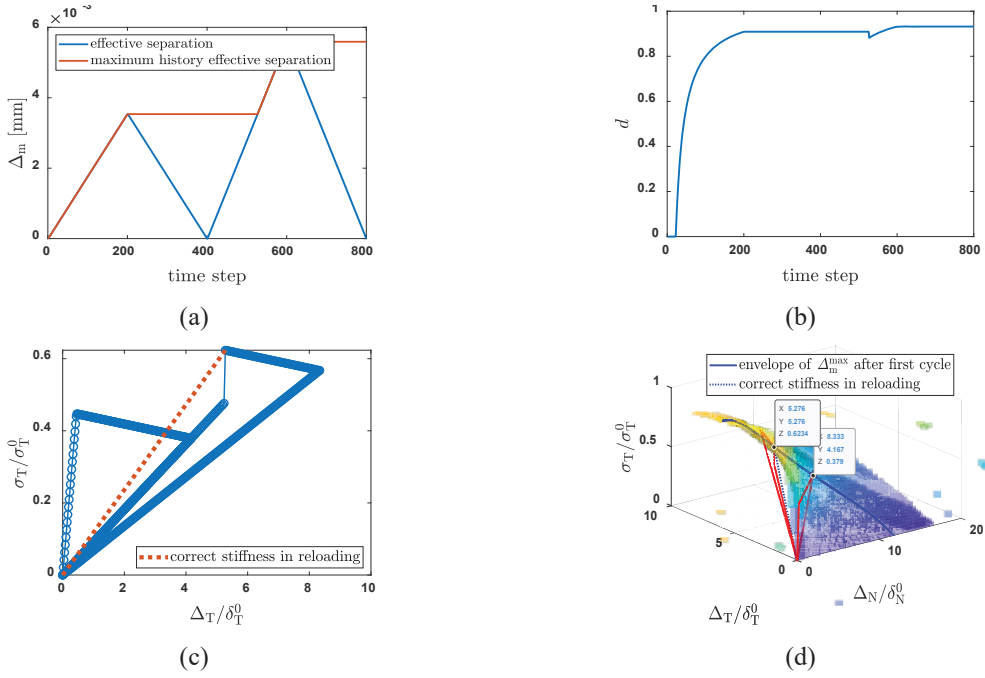 6
effective separation
maximum history effective separation
4
2
0
0
200
400
600
800
Δm [mm]
time step
(a)
1
0.8
0.6
0.4
0.2
0
0
200
400
600
800
d
time step
(b)
0.6
0.4
0.2
0
0
2
4
6
8
10
σT/σT0
correct stiffness in reloading
ΔT/δT0
(c)
envelope of Δm^max after first cycle
correct stiffness in reloading
1
0.5
0
10
5
0
0
10
20
X 5.276
Y 5.276
Z 0.6234
X 8.333
Y 4.167
Z 0.379
σT/σT0
ΔN/δN0
ΔT/δT0
(d)